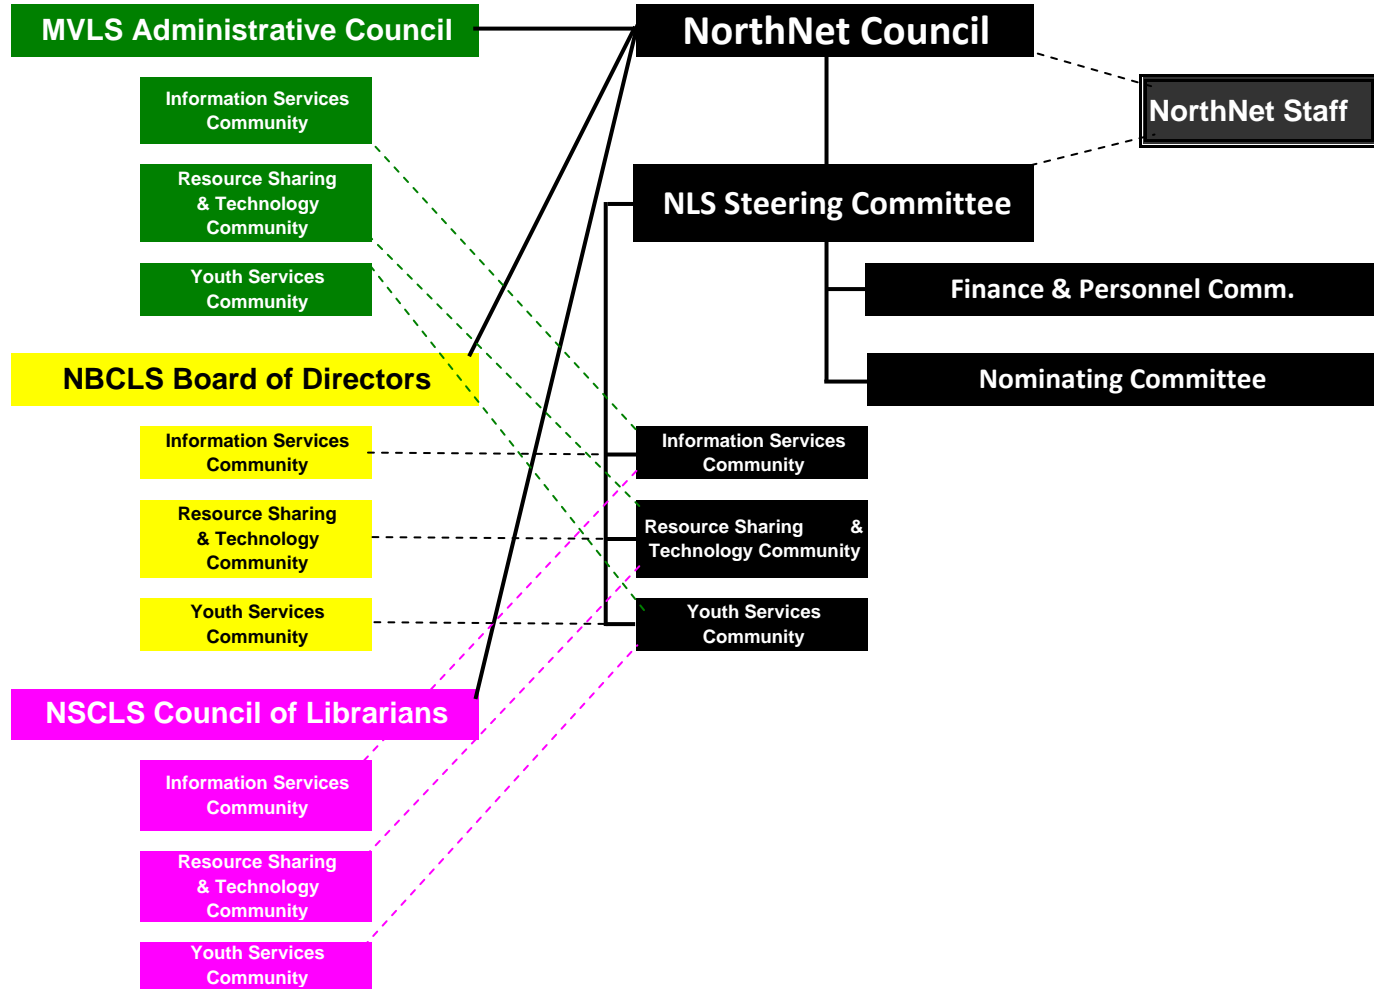 MVLS Administrative Council
NorthNet Council
Information Services
Community
NorthNet Staff
Resource Sharing
& Technology
Community
NLS Steering Committee
Youth Services
Community
Finance & Personnel Comm.
NBCLS Board of Directors
Nominating Committee
Information Services
Community
Information Services
Community
Resource Sharing
& Technology
Community
Resource Sharing &
Technology Community
Youth Services
Community
Youth Services
Community
NSCLS Council of Librarians
Information Services
Community
Resource Sharing
& Technology
Community
Youth Services
Community